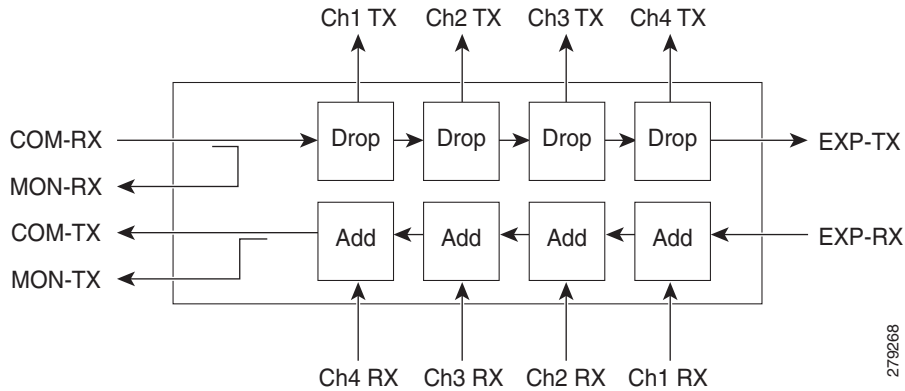 Ch1 TX Ch2 TX Ch3 TX Ch4 TX
COM-RX Drop Drop Drop Drop EXP-TX
MON-RX
COM-TX Add Add Add Add EXP-RX
MON-TX
Ch4 RX Ch3 RX Ch2 RX Ch1 RX
279268